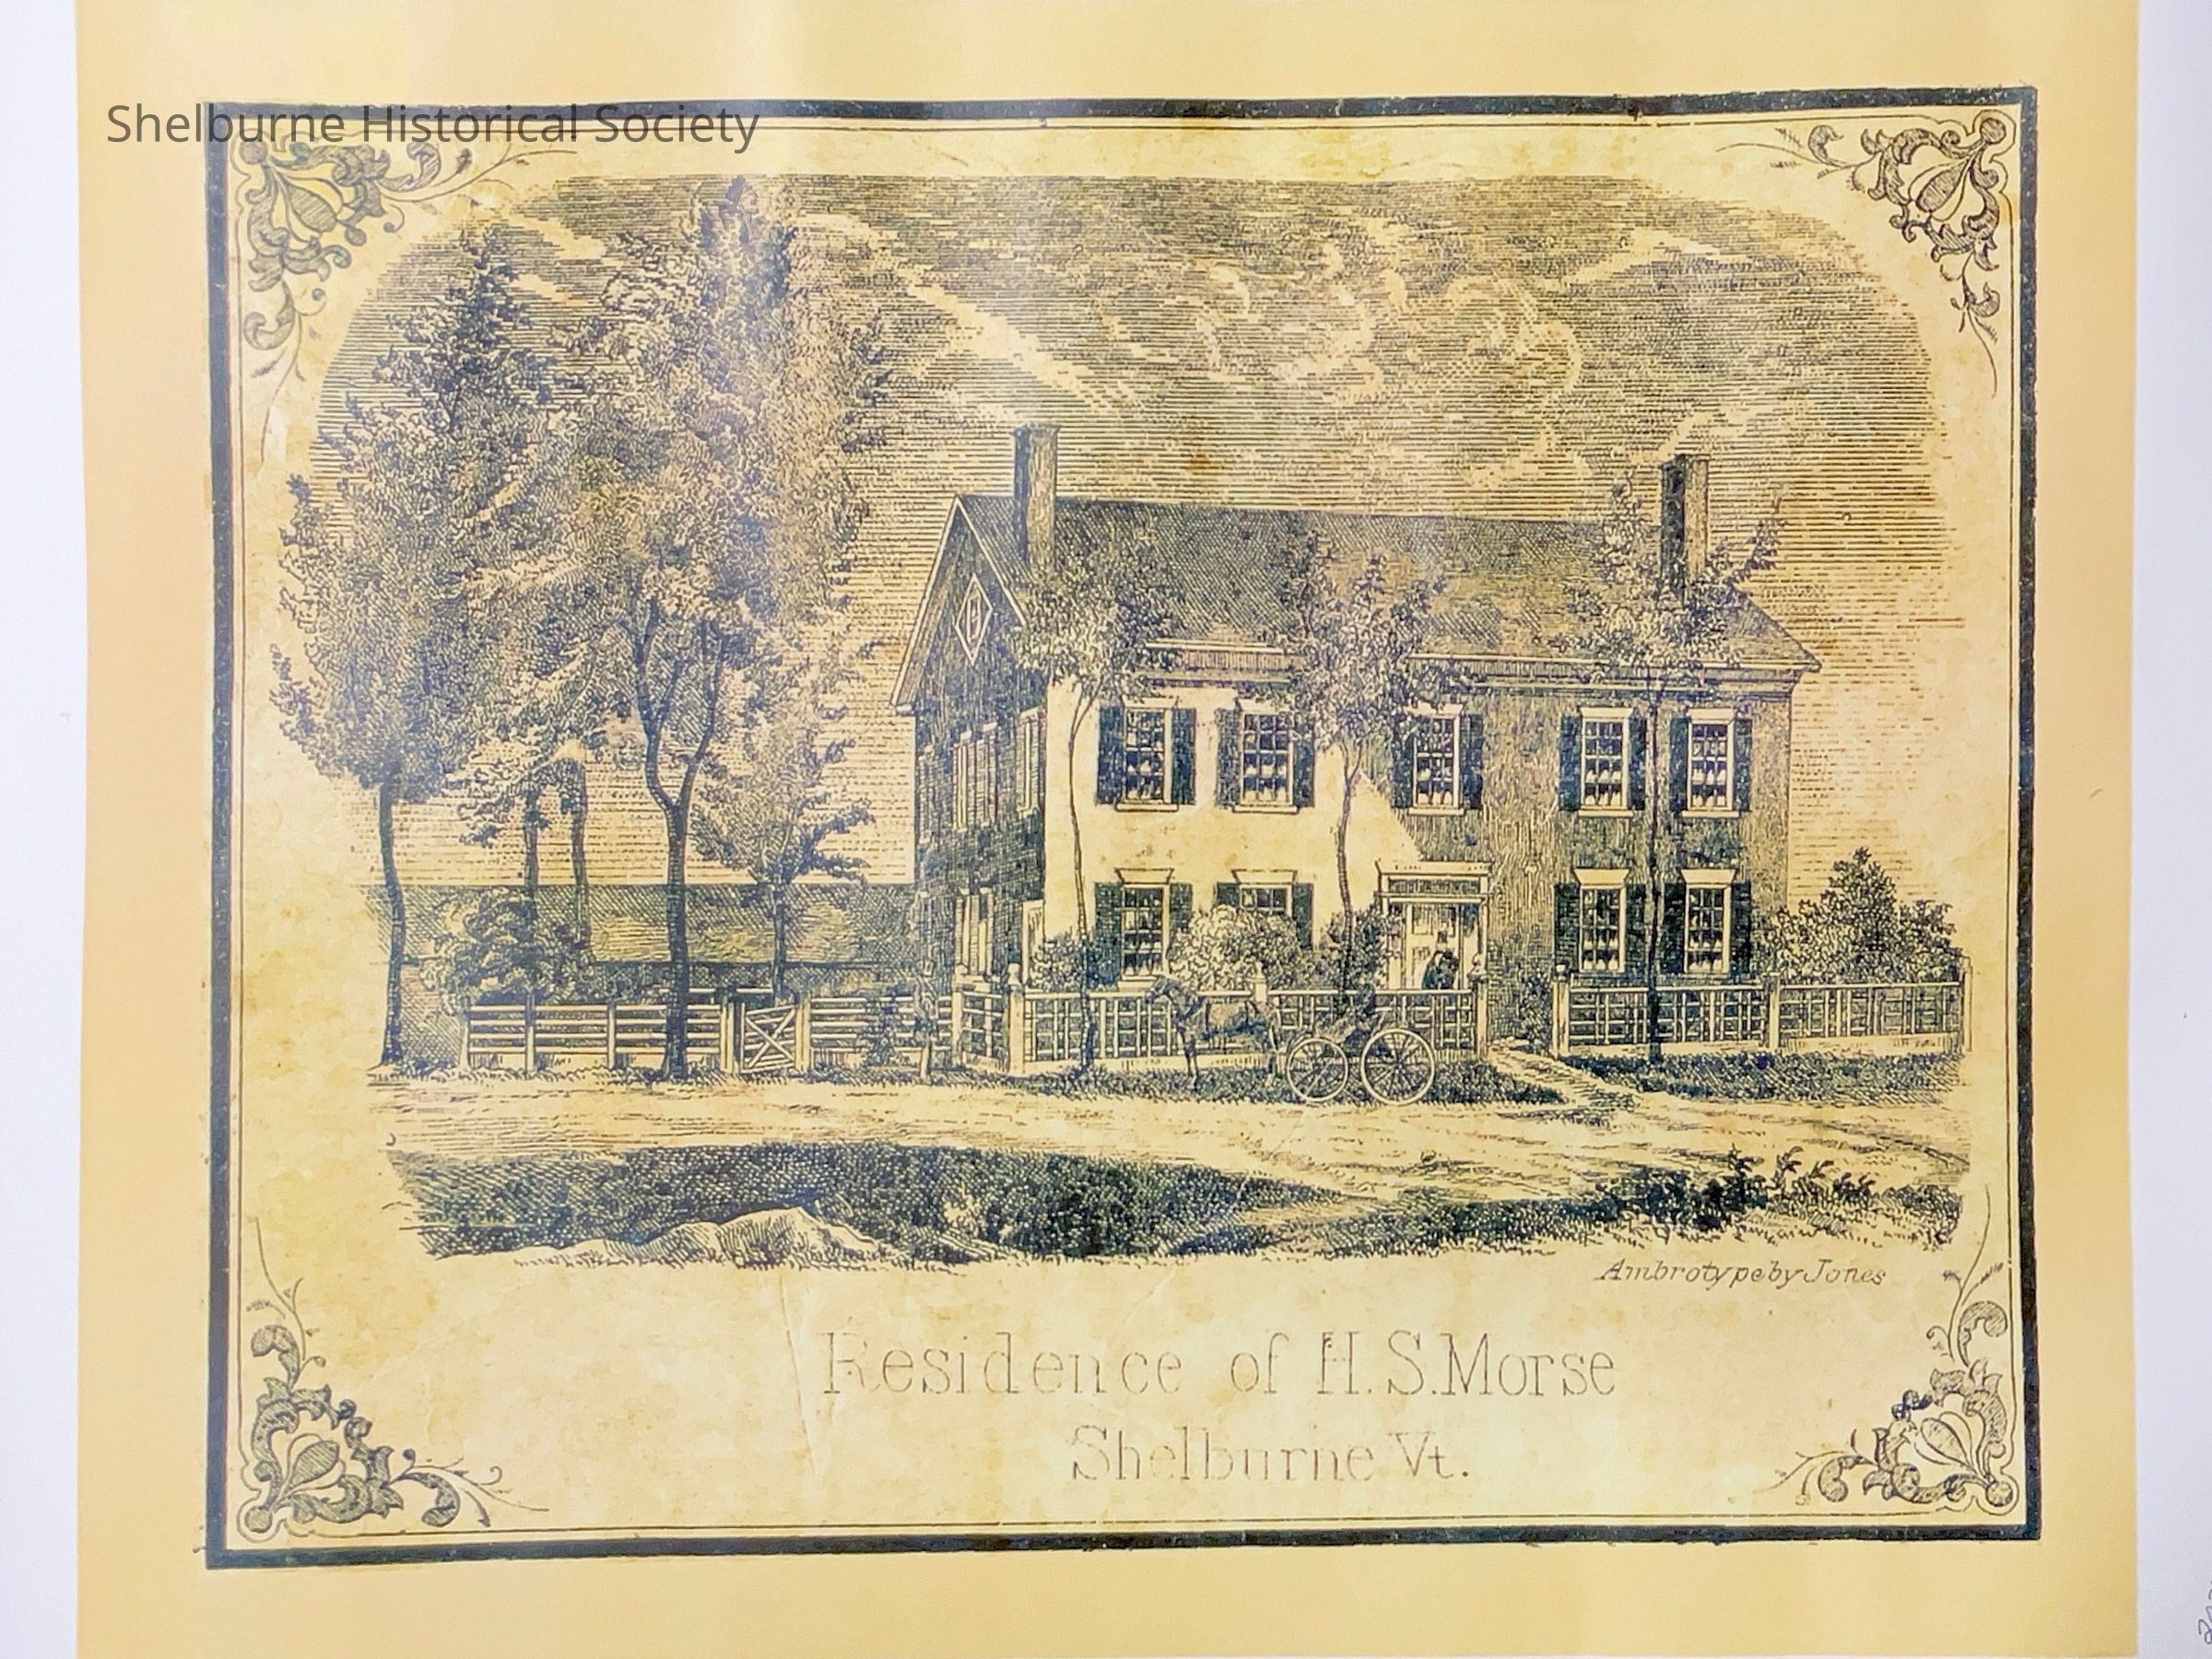 Shelburne Historical Society
Ambrotype by Jones
Residence of H. S. Morse
Shelburne Vt.